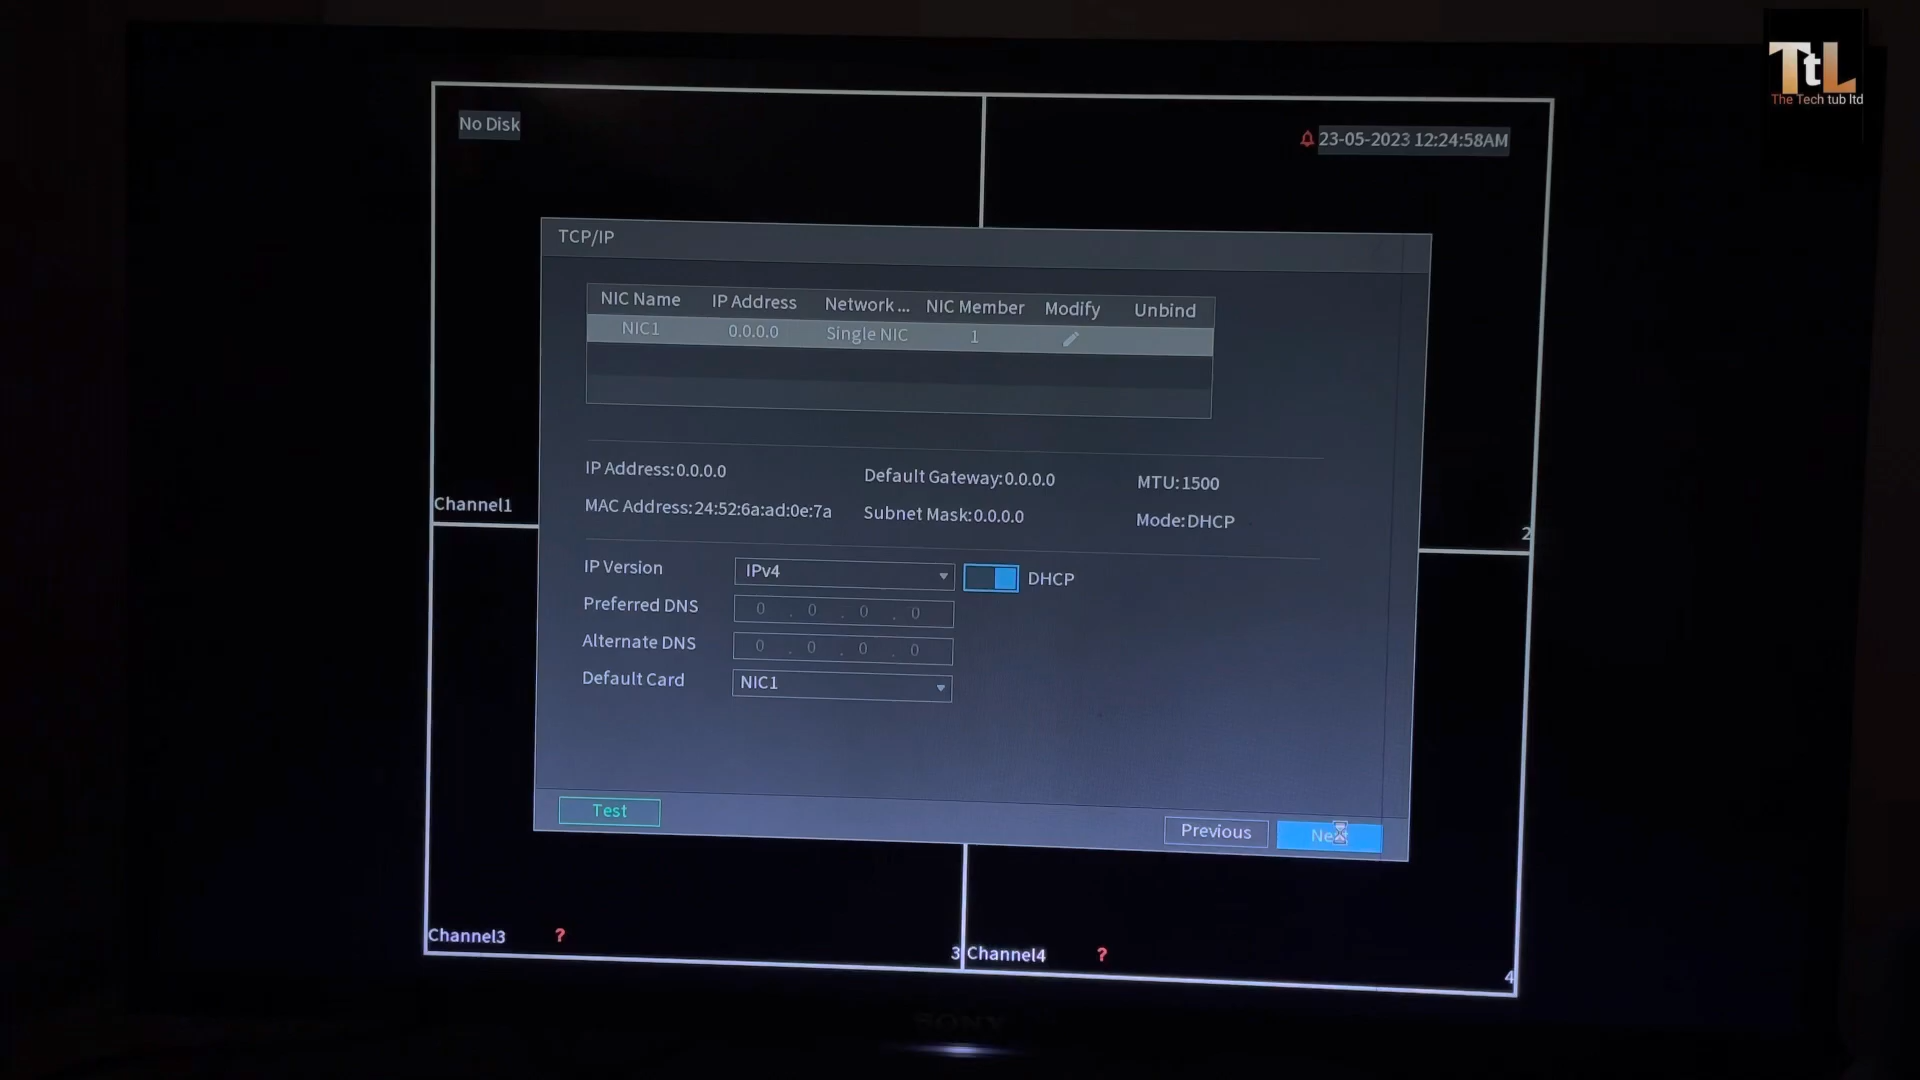 TtL
The Tech tub ltd
No Disk
23-05-2023 12:24:58AM
TCP/IP
NIC Name IP Address Network ... NIC Member Modify Unbind
NIC1 0.0.0.0 Single NIC 1
IP Address:0.0.0.0 Default Gateway:0.0.0.0 MTU:1500
MAC Address:24:52:6a:ad:0e:7a Subnet Mask:0.0.0.0 Mode:DHCP
Channel1
2
IP Version IPv4 DHCP
Preferred DNS 0 . 0 . 0 . 0
Alternate DNS 0 . 0 . 0 . 0
Default Card NIC1
Test Previous
Channel3 ? 3 Channel4 ? 4
SONY